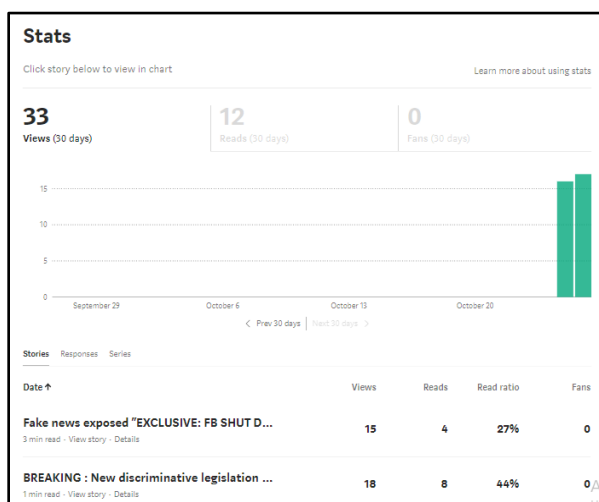 Stats
Click story below to view in chart
Learn more about using stats
33
Views (30 days)
12
Reads (30 days)
0
Fans (30 days)
15
10
5
0
September 29 October 6 October 13 October 20
Prev 30 days Next 30 days
Stories Responses Series
Date ↑ Views Reads Read ratio Fans
Fake news exposed "EXCLUSIVE: FB SHUT D... 15 4 27% 0
3 min read · View story · Details
BREAKING : New discriminative legislation ... 18 8 44% 0
1 min read · View story · Details